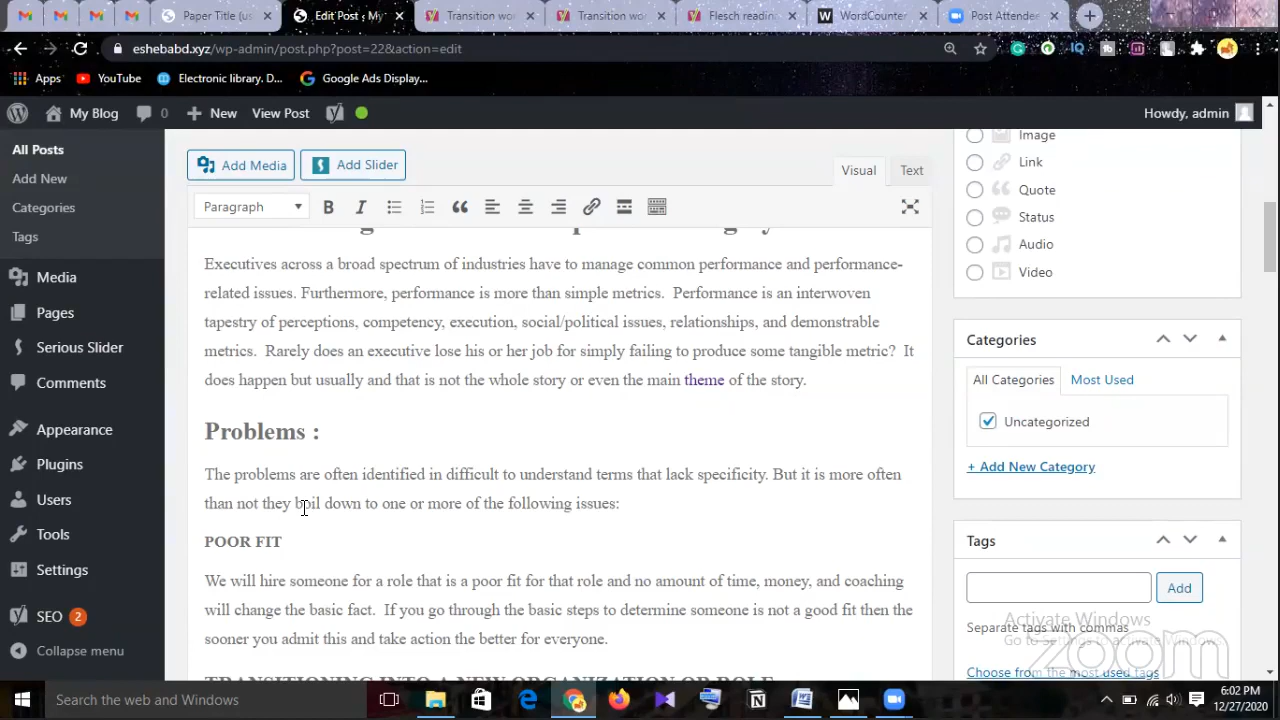 Paper Title (us
Edit Post ‹ My
Transition wo
Transition wo
Flesch readin
WordCounter
Post Attendee
eshebabd.xyz/wp-admin/post.php?post=22&action=edit
Apps YouTube Electronic library. D... Google Ads Display...
My Blog 0 New View Post Howdy, admin
All Posts
Add New
Categories
Tags
Media
Pages
Serious Slider
Comments
Appearance
Plugins
Users
Tools
Settings
SEO 2
Collapse menu
Add Media Add Slider
Visual Text
Paragraph
Executives across a broad spectrum of industries have to manage common performance and performance-
related issues. Furthermore, performance is more than simple metrics. Performance is an interwoven
tapestry of perceptions, competency, execution, social/political issues, relationships, and demonstrable
metrics. Rarely does an executive lose his or her job for simply failing to produce some tangible metric? It
does happen but usually and that is not the whole story or even the main theme of the story.
Problems :
The problems are often identified in difficult to understand terms that lack specificity. But it is more often
than not they boil down to one or more of the following issues:
POOR FIT
We will hire someone for a role that is a poor fit for that role and no amount of time, money, and coaching
will change the basic fact. If you go through the basic steps to determine someone is not a good fit then the
sooner you admit this and take action the better for everyone.
TRANSITIONING INTO A NEW ORGANIZATION OR ROLE
Image
Link
Quote
Status
Audio
Video
Categories
All Categories Most Used
Uncategorized
+ Add New Category
Tags
Add
Activate Windows
Separate tags with commas
Choose from the most used tags
zoom
Search the web and Windows
6:02 PM
12/27/2020